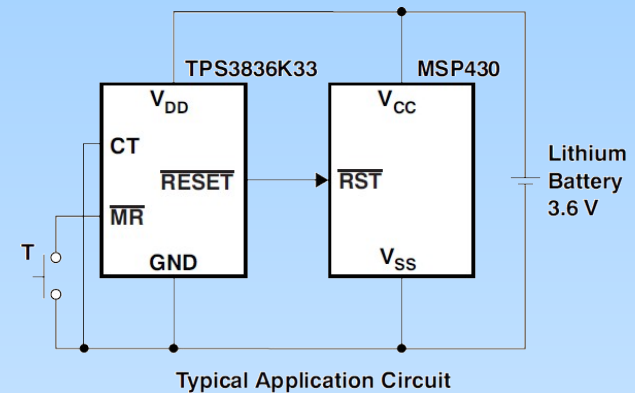 TPS3836K33
MSP430
VDD
VCC
CT
RESET
RST
MR
Lithium
Battery
3.6 V
T
GND
VSS
Typical Application Circuit